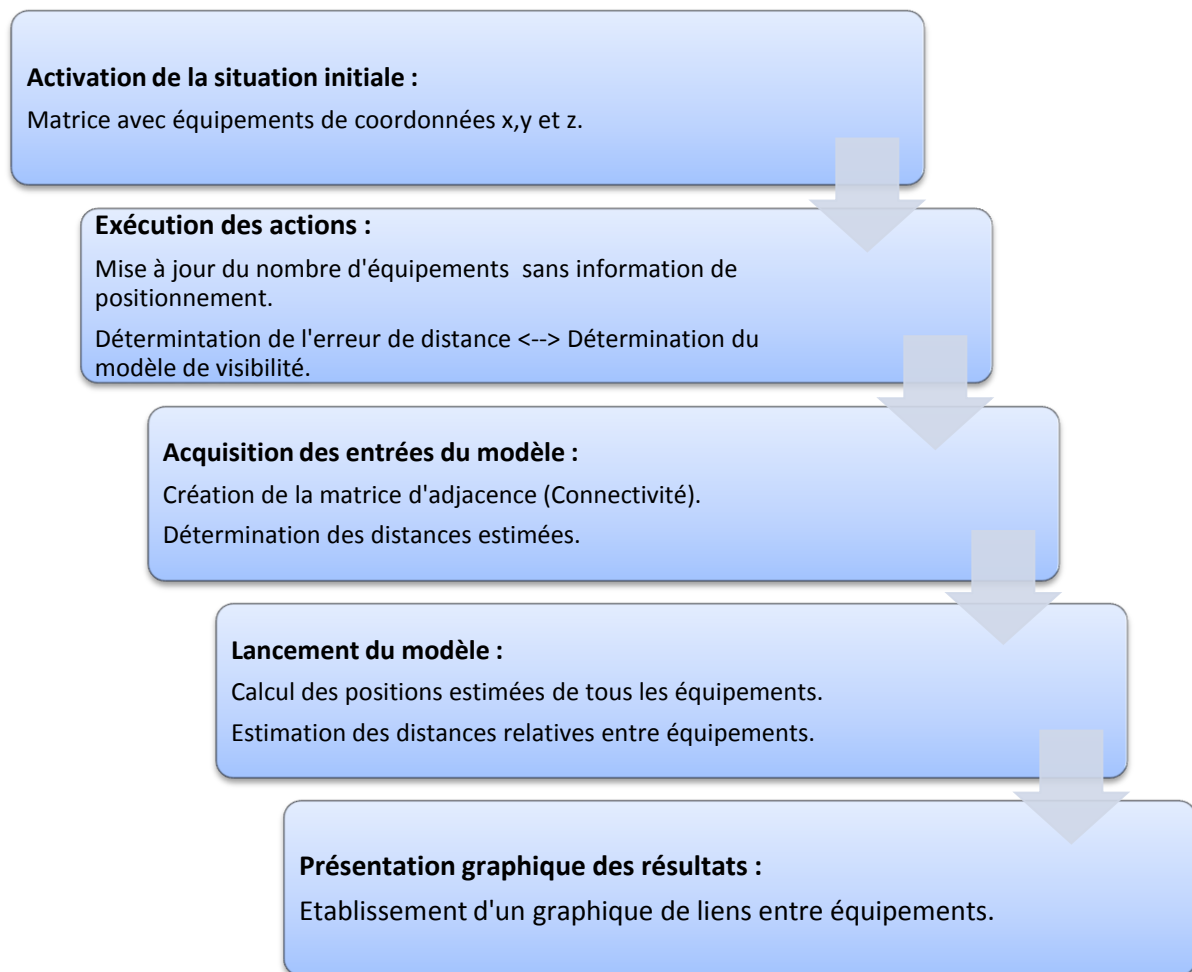 Activation de la situation initiale :
Matrice avec équipements de coordonnées x,y et z.
Exécution des actions :
Mise à jour du nombre d'équipements sans information de
positionnement.
Détermintation de l'erreur de distance <--> Détermination du
modèle de visibilité.
Acquisition des entrées du modèle :
Création de la matrice d'adjacence (Connectivité).
Détermination des distances estimées.
Lancement du modèle :
Calcul des positions estimées de tous les équipements.
Estimation des distances relatives entre équipements.
Présentation graphique des résultats :
Etablissement d'un graphique de liens entre équipements.